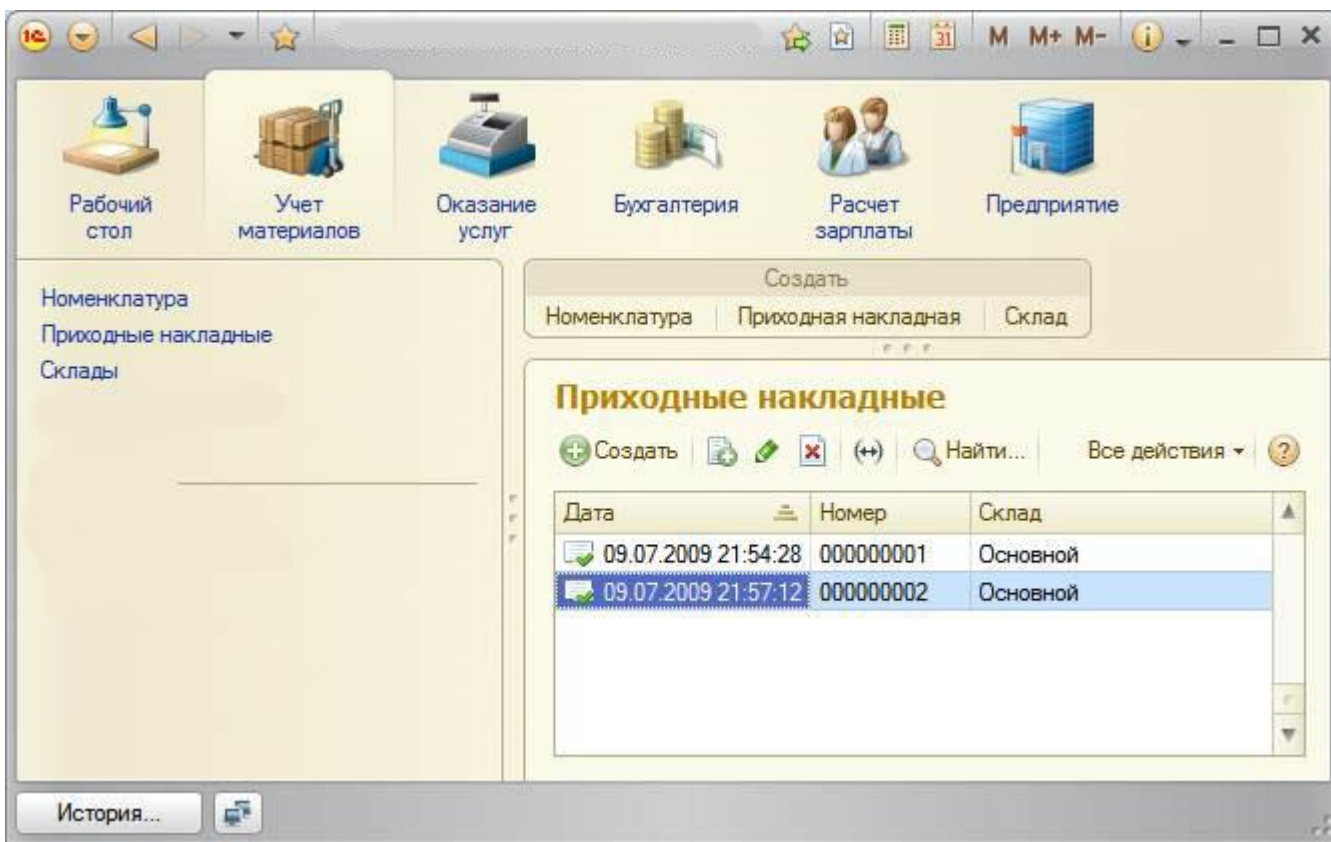 1С
31 M M+ M-
Рабочий стол
Учет материалов
Оказание услуг
Бухгалтерия
Расчет зарплаты
Предприятие
Номенклатура
Приходные накладные
Склады
Создать
Номенклатура Приходная накладная Склад
Приходные накладные
Создать Найти... Все действия
Дата Номер Склад
09.07.2009 21:54:28 000000001 Основной
09.07.2009 21:57:12 000000002 Основной
История...